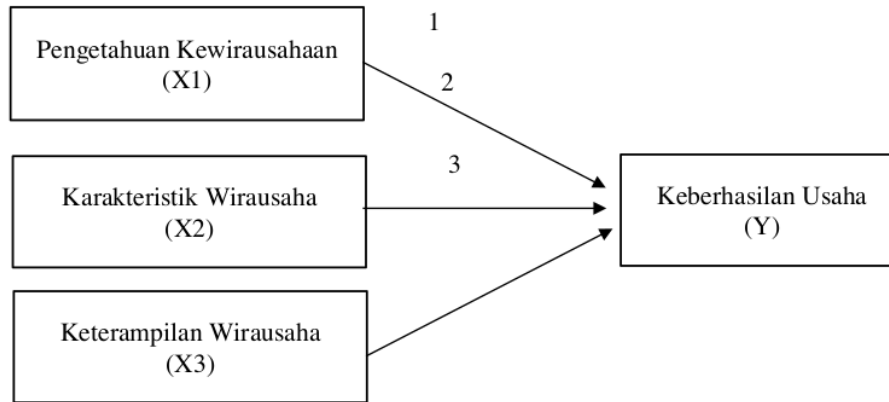 1
Pengetahuan Kewirausahaan
(X1)
2
3
Karakteristik Wirausaha
(X2)
Keberhasilan Usaha
(Y)
Keterampilan Wirausaha
(X3)